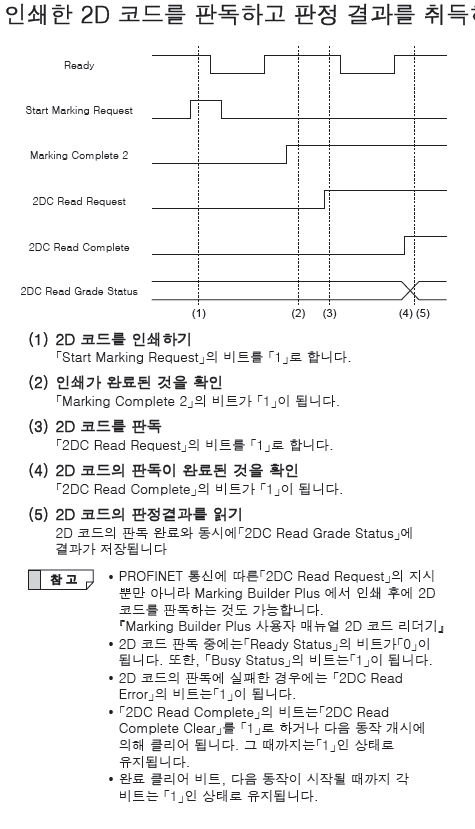 인쇄한 2D 코드를 판독하고 판정 결과를 취득
Ready
Start Marking Request
Marking Complete 2
2DC Read Request
2DC Read Complete
2DC Read Grade Status
(1) (2) (3) (4) (5)
(1) 2D 코드를 인쇄하기
「Start Marking Request」의 비트를 「1」로 합니다.
(2) 인쇄가 완료된 것을 확인
「Marking Complete 2」의 비트가 「1」이 됩니다.
(3) 2D 코드를 판독
「2DC Read Request」의 비트를 「1」로 합니다.
(4) 2D 코드의 판독이 완료된 것을 확인
「2DC Read Complete」의 비트가 「1」이 됩니다.
(5) 2D 코드의 판정결과를 읽기
2D 코드의 판독 완료와 동시에「2DC Read Grade Status」에
결과가 저장됩니다
참 고
• PROFINET 통신에 따른「2DC Read Request」의 지시
뿐만 아니라 Marking Builder Plus 에서 인쇄 후에 2D
코드를 판독하는 것도 가능합니다.
『Marking Builder Plus 사용자 매뉴얼 2D 코드 리더기』
• 2D 코드 판독 중에는「Ready Status」의 비트가「0」이
됩니다. 또한, 「Busy Status」의 비트는「1」이 됩니다.
• 2D 코드의 판독에 실패한 경우에는 「2DC Read
Error」의 비트는「1」이 됩니다.
• 「2DC Read Complete」의 비트는「2DC Read
Complete Clear」를 「1」로 하거나 다음 동작 개시에
의해 클리어 됩니다. 그 때까지는「1」인 상태로
유지됩니다.
• 완료 클리어 비트, 다음 동작이 시작될 때까지 각
비트는 「1」인 상태로 유지됩니다.